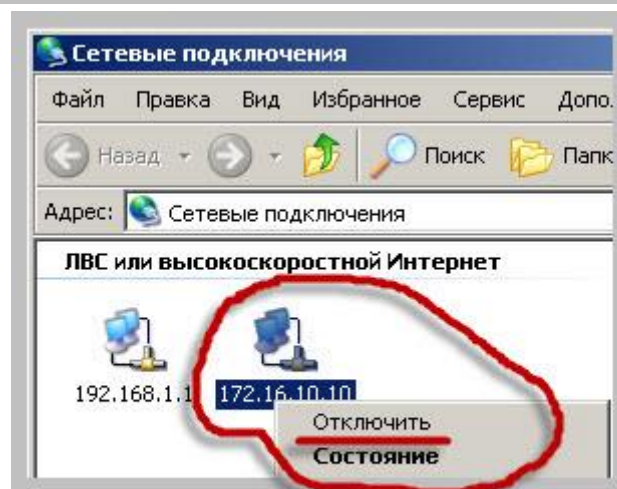 Сетевые подключения
Файл Правка Вид Избранное Сервис Допо.
Назад Поиск Папк
Адрес: Сетевые подключения
ЛВС или высокоскоростной Интернет
192.168.1.1 172.16.10.10
Отключить
Состояние